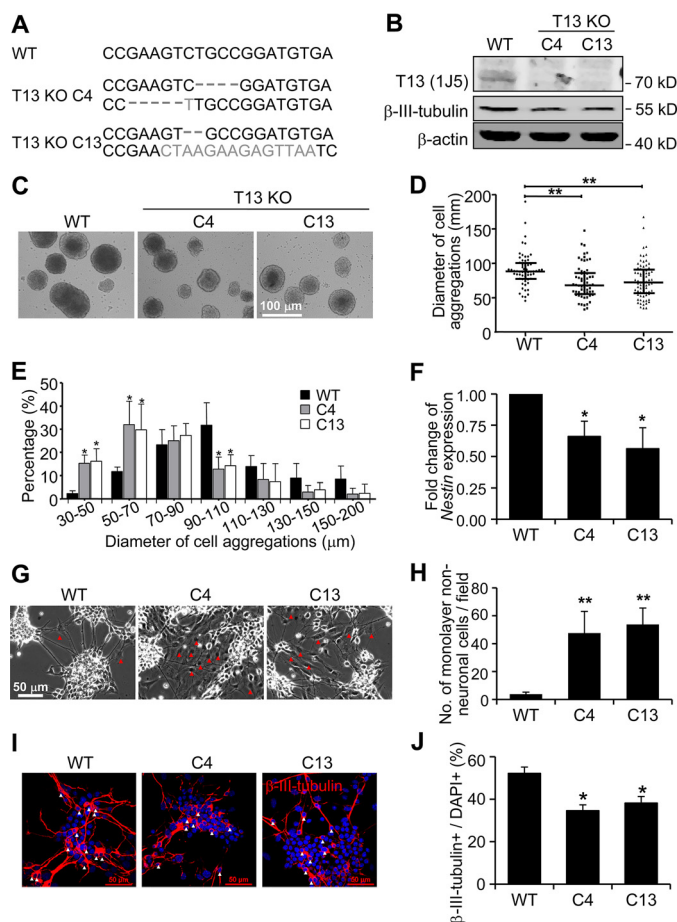 A
WT CCGAAGTCTGCCGGATGTGA
T13 KO C4 CCGAAGTC-----GGATGTGA
CC------TTGCCGGATGTGA
T13 KO C13 CCGAAGT--GCCGGATGTGA
CCGAACTAAGAAGAGTTAATC
B
T13 KO
WT C4 C13
T13 (1J5) - 70 kD
β-III-tubulin - 55 kD
β-actin - 40 kD
C
T13 KO
WT C4 C13
100 µm
D
Diameter of cell
aggregations (mm)
200
150
100
50
0
**
**
WT C4 C13
E
Percentage (%)
50
40
30
20
10
0
* * * * * *
WT
C4
C13
30-50 50-70 70-90 90-110 110-130 130-150 150-200
Diameter of cell aggregations (µm)
F
Fold change of
Nestin expression
1.00
0.75
0.50
0.25
0.00
* *
WT C4 C13
G
WT C4 C13
50 µm
H
No. of monolayer non-
neuronal cells / field
80
60
40
20
0
** **
WT C4 C13
I
WT C4 C13
β-III-tubulin
50 µm 50 µm 50 µm
J
β-III-tubulin+ / DAPI+ (%)
60
40
20
0
* *
WT C4 C13